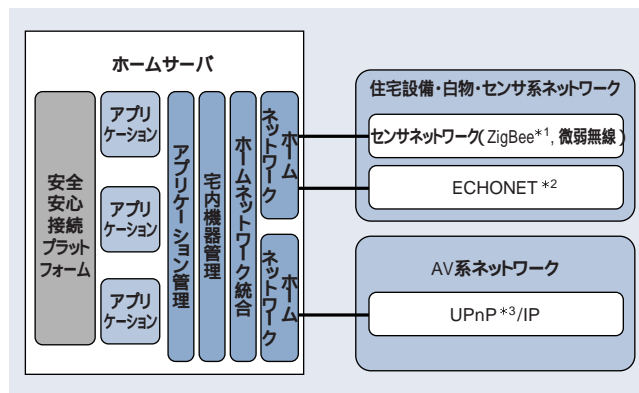 ホームサーバ
安全
安心
接続
プラット
フォーム
アプリ
ケーション
アプリ
ケーション
アプリ
ケーション
アプリケーション管理
宅内機器管理
ホームネットワーク統合
ホーム
ネットワーク
ホーム
ネットワーク
住宅設備・白物・センサ系ネットワーク
センサネットワーク(ZigBee*1, 微弱無線)
ECHONET*2
AV系ネットワーク
UPnP*3/IP